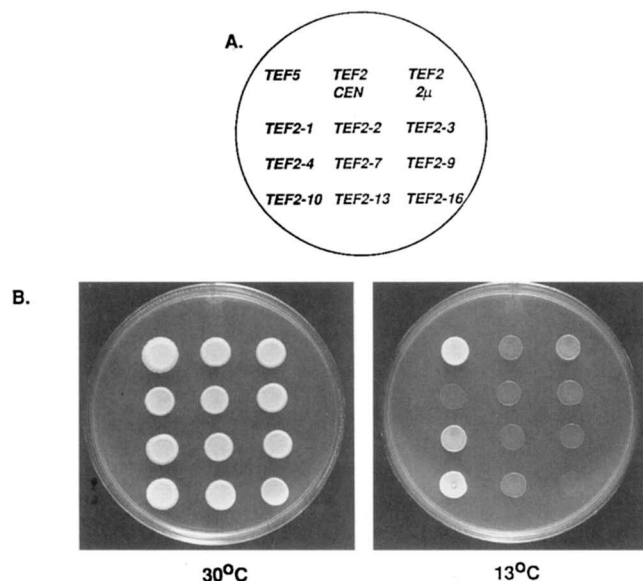 A.
TEF5 TEF2 TEF2
CEN 2μ
TEF2-1 TEF2-2 TEF2-3
TEF2-4 TEF2-7 TEF2-9
TEF2-10 TEF2-13 TEF2-16
B.
30°C 13°C